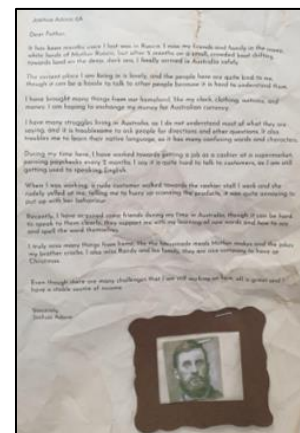 Joshua Adonis 6A
Dear Father,
It has been months since I last was in Russia. I miss my friends and family in the snowy,
white lands of Mother Russia, but after 4 months on a small, crowded boat drifting
towards land on the deep, dark sea, I finally arrived in Australia safely.
The current place I am living in is lonely, and the people here are quite bad to me,
though it can be a hassle to talk to other people because it is hard to understand them.
I have brought many things from our homeland, like my clock, clothing, waters, and
money. I am hoping to exchange my money for Australian currency.
I have many struggles living in Australia, as I do not understand most of what they are
saying, and it is troublesome to ask people for directions and other questions. It also
troubles me to learn their native language, as it has many confusing words and characters.
During my time here, I have worked towards getting a job as a cashier at a supermarket,
earning paychecks every 2 months. I say it is quite hard to talk to customers, as I am still
getting used to speaking English.
When I was working, a rude customer walked towards the cashier stall I work and she
rudely yelled at me, telling me to hurry up scanning the products. It was quite annoying to
put up with her behaviour.
Recently, I have acquired some friends during my time in Australia, though it can be hard
to speak to them clearly, they support me with my learning of new words and how to say
and spell the word themselves.
I truly miss many things from home, like the homemade meals Mother makes and the jokes
my brother cracks. I also miss and his family, they are nice to have at
Christmas.
Even though there are many challenges that I am still working on here, all is great and I
have a stable source of income.
Sincerely,
Joshua Adonis